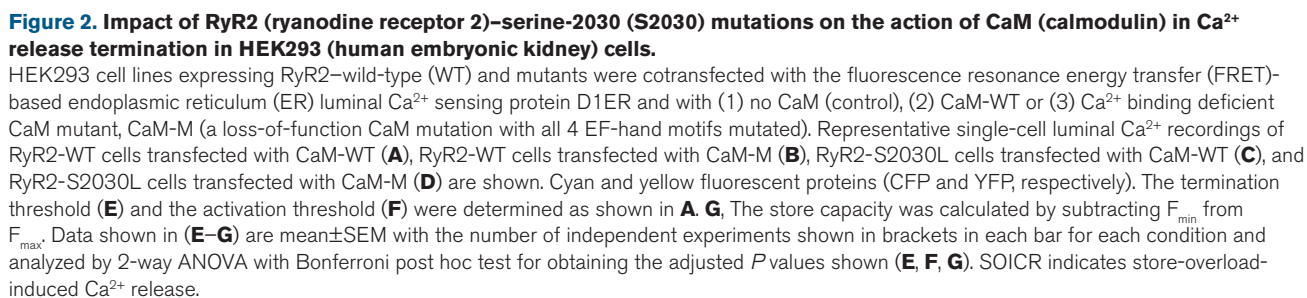 Figure 2. Impact of RyR2 (ryanodine receptor 2)–serine-2030 (S2030) mutations on the action of CaM (calmodulin) in Ca²⁺
release termination in HEK293 (human embryonic kidney) cells.
HEK293 cell lines expressing RyR2–wild-type (WT) and mutants were cotransfected with the fluorescence resonance energy transfer (FRET)-
based endoplasmic reticulum (ER) luminal Ca²⁺ sensing protein D1ER and with (1) no CaM (control), (2) CaM-WT or (3) Ca²⁺ binding deficient
CaM mutant, CaM-M (a loss-of-function CaM mutation with all 4 EF-hand motifs mutated). Representative single-cell luminal Ca²⁺ recordings of
RyR2-WT cells transfected with CaM-WT (A), RyR2-WT cells transfected with CaM-M (B), RyR2-S2030L cells transfected with CaM-WT (C), and
RyR2-S2030L cells transfected with CaM-M (D) are shown. Cyan and yellow fluorescent proteins (CFP and YFP, respectively). The termination
threshold (E) and the activation threshold (F) were determined as shown in A. G, The store capacity was calculated by subtracting Fmin from
Fmax. Data shown in (E–G) are mean±SEM with the number of independent experiments shown in brackets in each bar for each condition and
analyzed by 2-way ANOVA with Bonferroni post hoc test for obtaining the adjusted P values shown (E, F, G). SOICR indicates store-overload-
induced Ca²⁺ release.